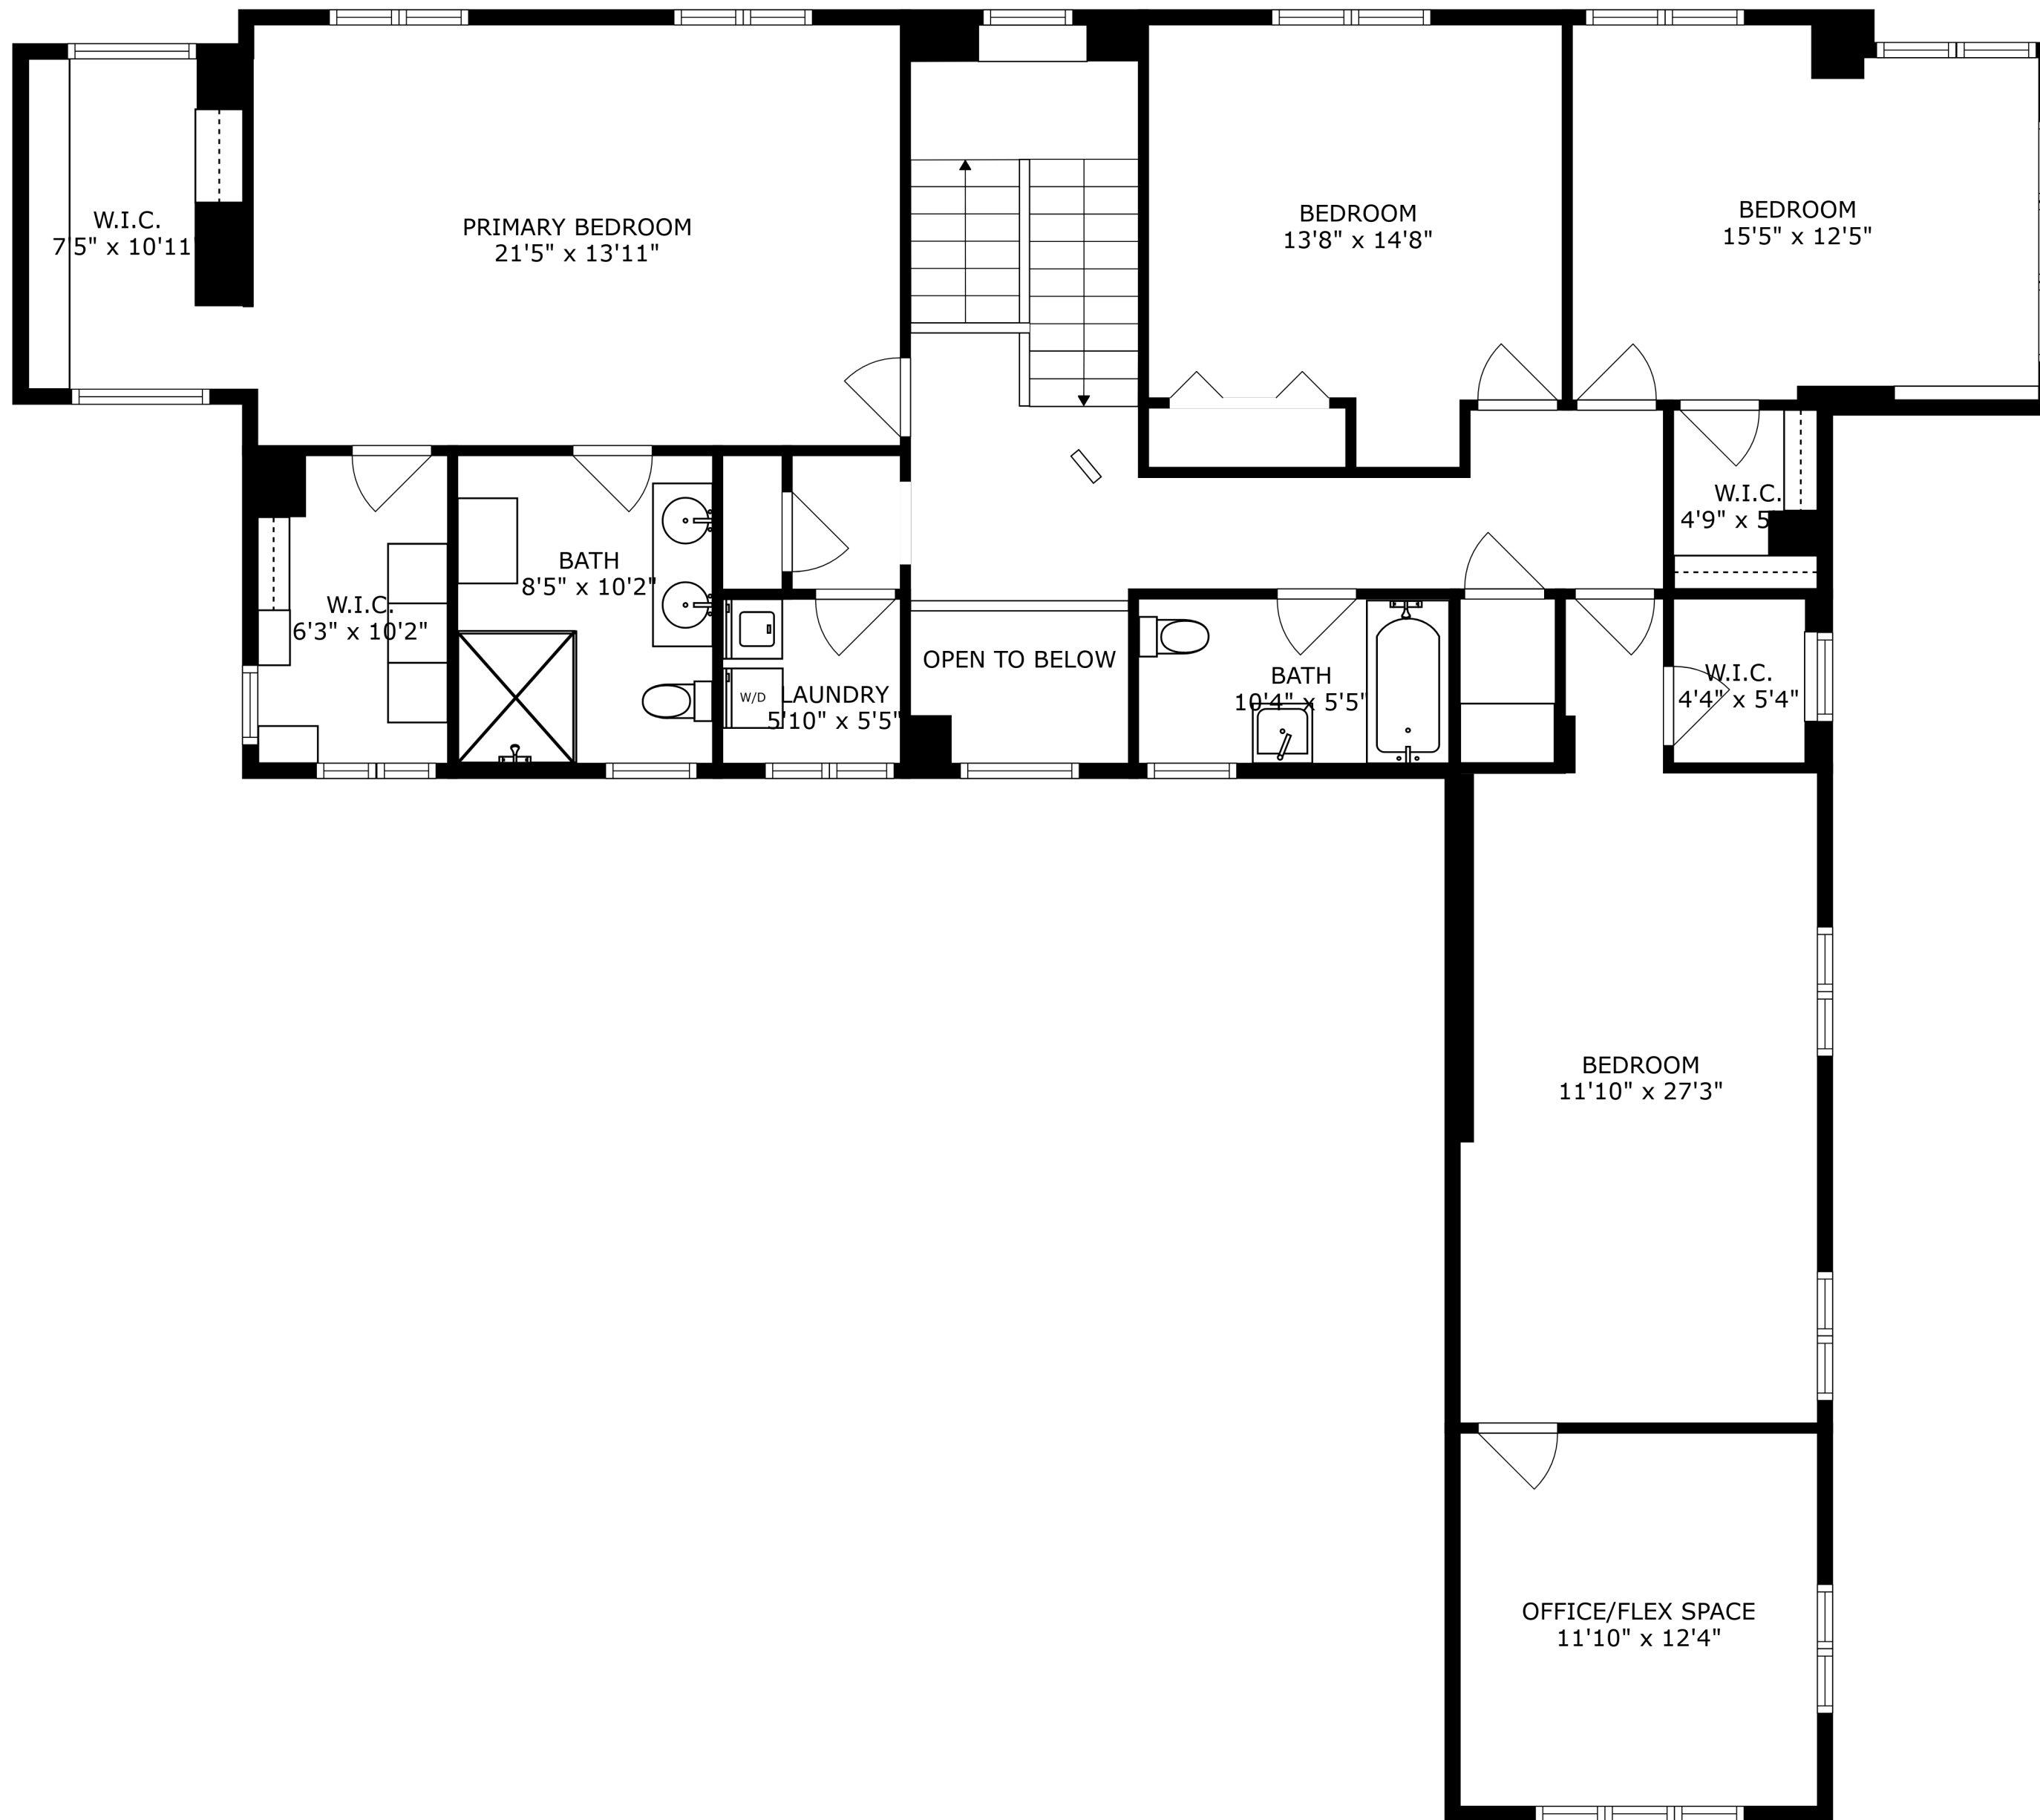 W.I.C.
7'5" x 10'11"
PRIMARY BEDROOM
21'5" x 13'11"
BEDROOM
13'8" x 14'8"
BEDROOM
15'5" x 12'5"
W.I.C.
4'9" x 5'
W.I.C.
6'3" x 10'2"
BATH
8'5" x 10'2"
W/D
LAUNDRY
5'10" x 5'5"
OPEN TO BELOW
BATH
10'4" x 5'5"
W.I.C.
4'4" x 5'4"
BEDROOM
11'10" x 27'3"
OFFICE/FLEX SPACE
11'10" x 12'4"